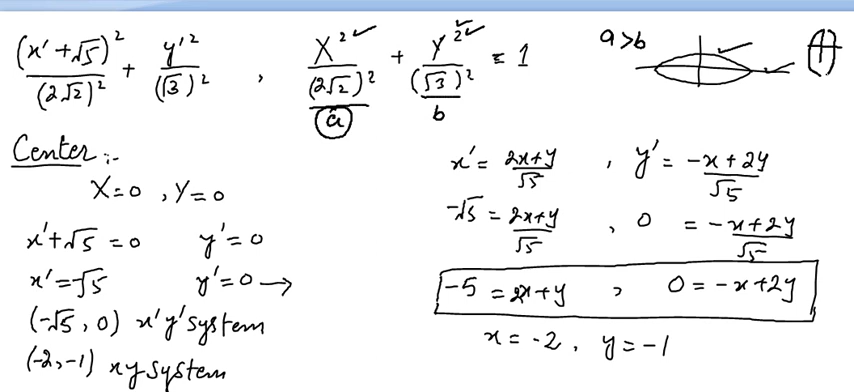 (x' + √5)² / (2√2)² + y'² / (√3)² , X² / (2√2)² + Y² / (√3)² = 1
a
b
a > b
Center :-
X = 0 , Y = 0
x' + √5 = 0 y' = 0
x' = -√5 y' = 0 →
(-√5, 0) x'y' system
(-2, -1) xy system
x' = (2x + y) / √5 , y' = (-x + 2y) / √5
-√5 = (2x + y) / √5 , 0 = (-x + 2y) / √5
-5 = 2x + y , 0 = -x + 2y
x = -2 , y = -1